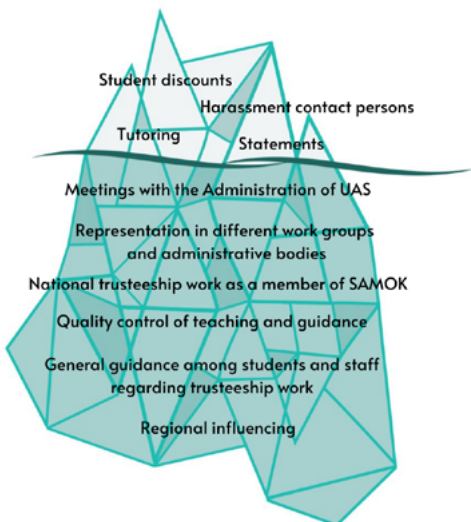 Student discounts
Harassment contact persons
Tutoring
Statements
Meetings with the Administration of UAS
Representation in different work groups
and administrative bodies
National trusteeship work as a member of SAMOK
Quality control of teaching and guidance
General guidance among students and staff
regarding trusteeship work
Regional influencing